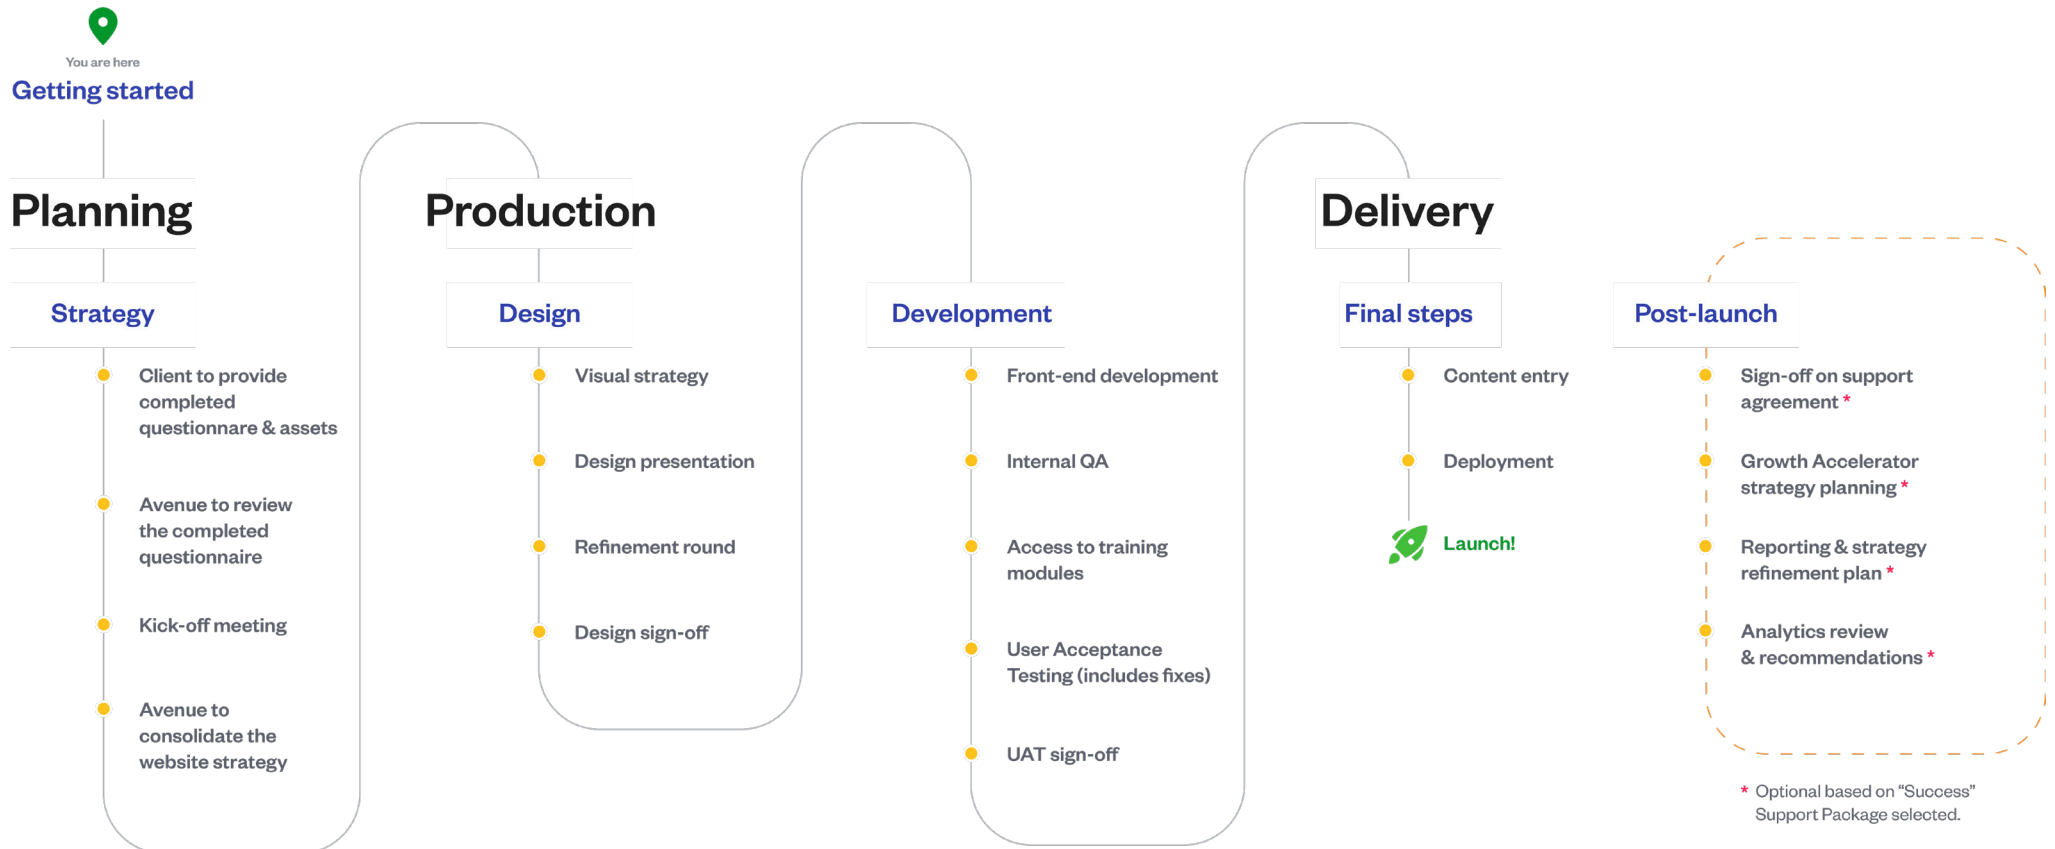 You are here
Getting started
Planning
Strategy
Client to provide
completed
questionnare & assets
Avenue to review
the completed
questionnaire
Kick-off meeting
Avenue to
consolidate the
website strategy
Production
Design
Visual strategy
Design presentation
Refinement round
Design sign-off
Development
Front-end development
Internal QA
Access to training
modules
User Acceptance
Testing (includes fixes)
UAT sign-off
Delivery
Final steps
Content entry
Deployment
Launch!
Post-launch
Sign-off on support
agreement *
Growth Accelerator
strategy planning *
Reporting & strategy
refinement plan *
Analytics review
& recommendations *
* Optional based on “Success”
Support Package selected.